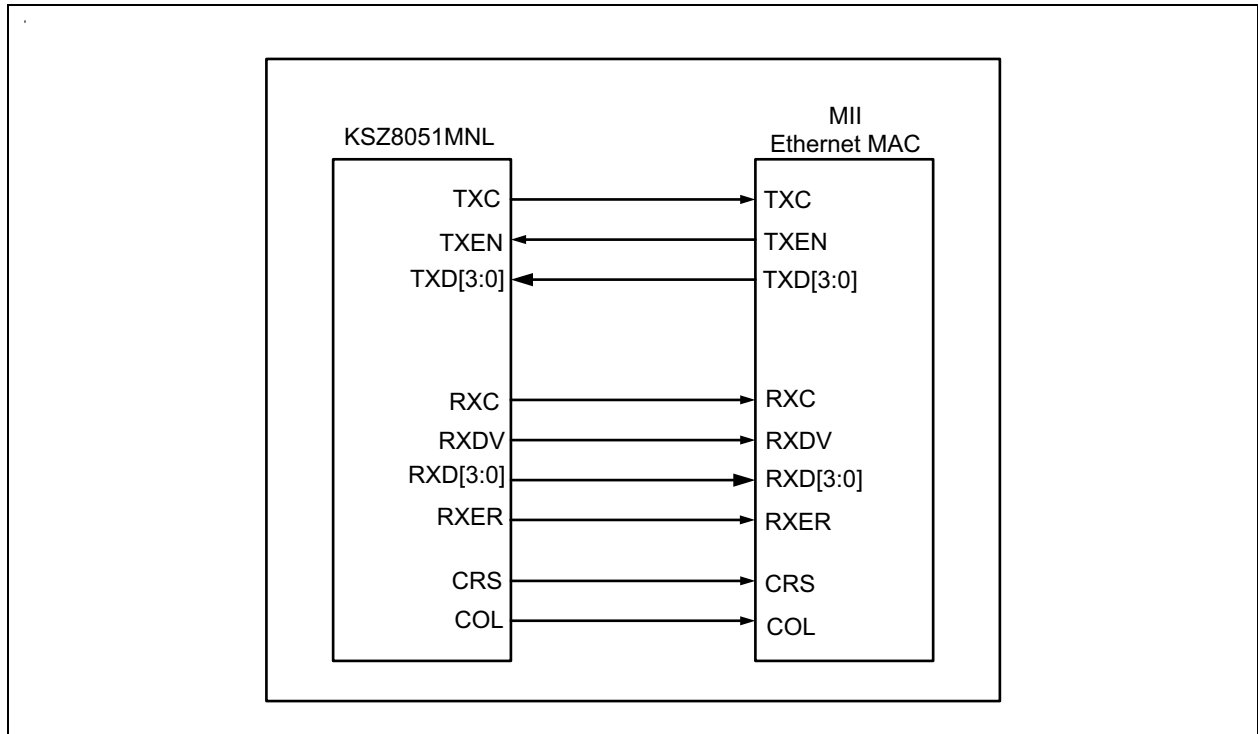 KSZ8051MNL
MII
Ethernet MAC
TXC
TXC
TXEN
TXEN
TXD[3:0]
TXD[3:0]
RXC
RXC
RXDV
RXDV
RXD[3:0]
RXD[3:0]
RXER
RXER
CRS
CRS
COL
COL